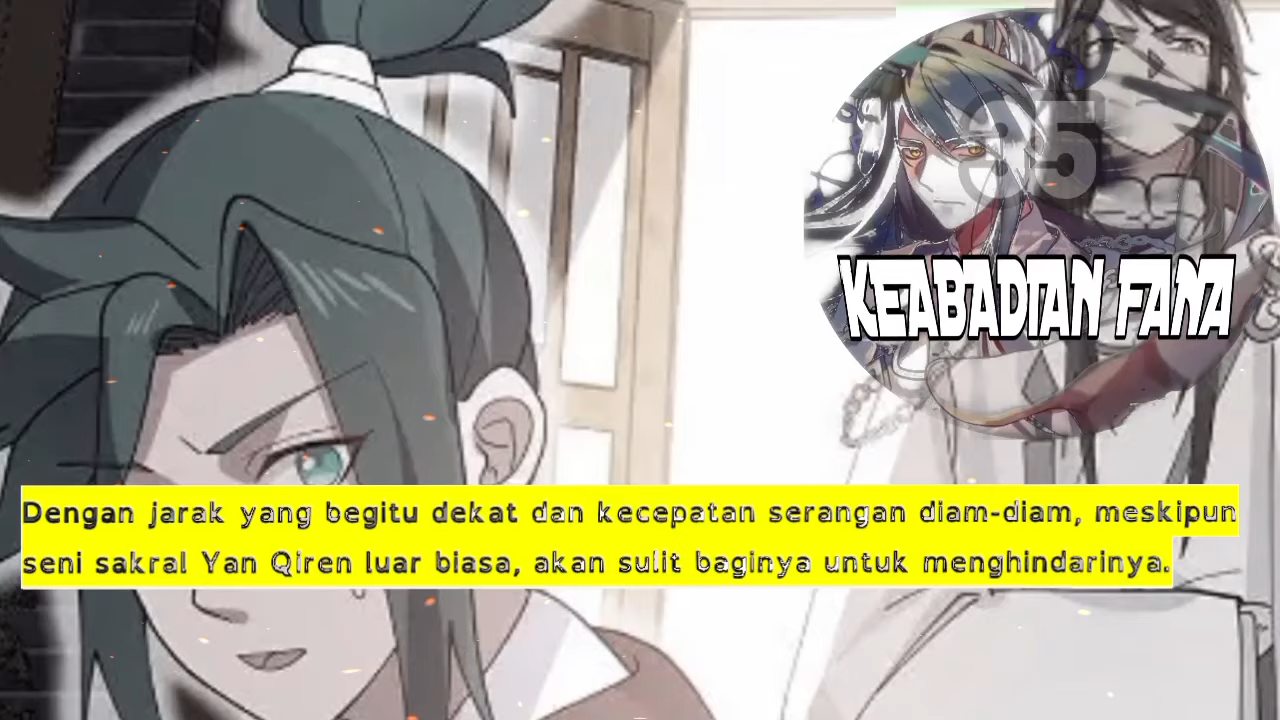 35
KEABADIAN FANA
Dengan jarak yang begitu dekat dan kecepatan serangan diam-diam, meskipun
seni sakral Yan Qiren luar biasa, akan sulit baginya untuk menghindarinya.